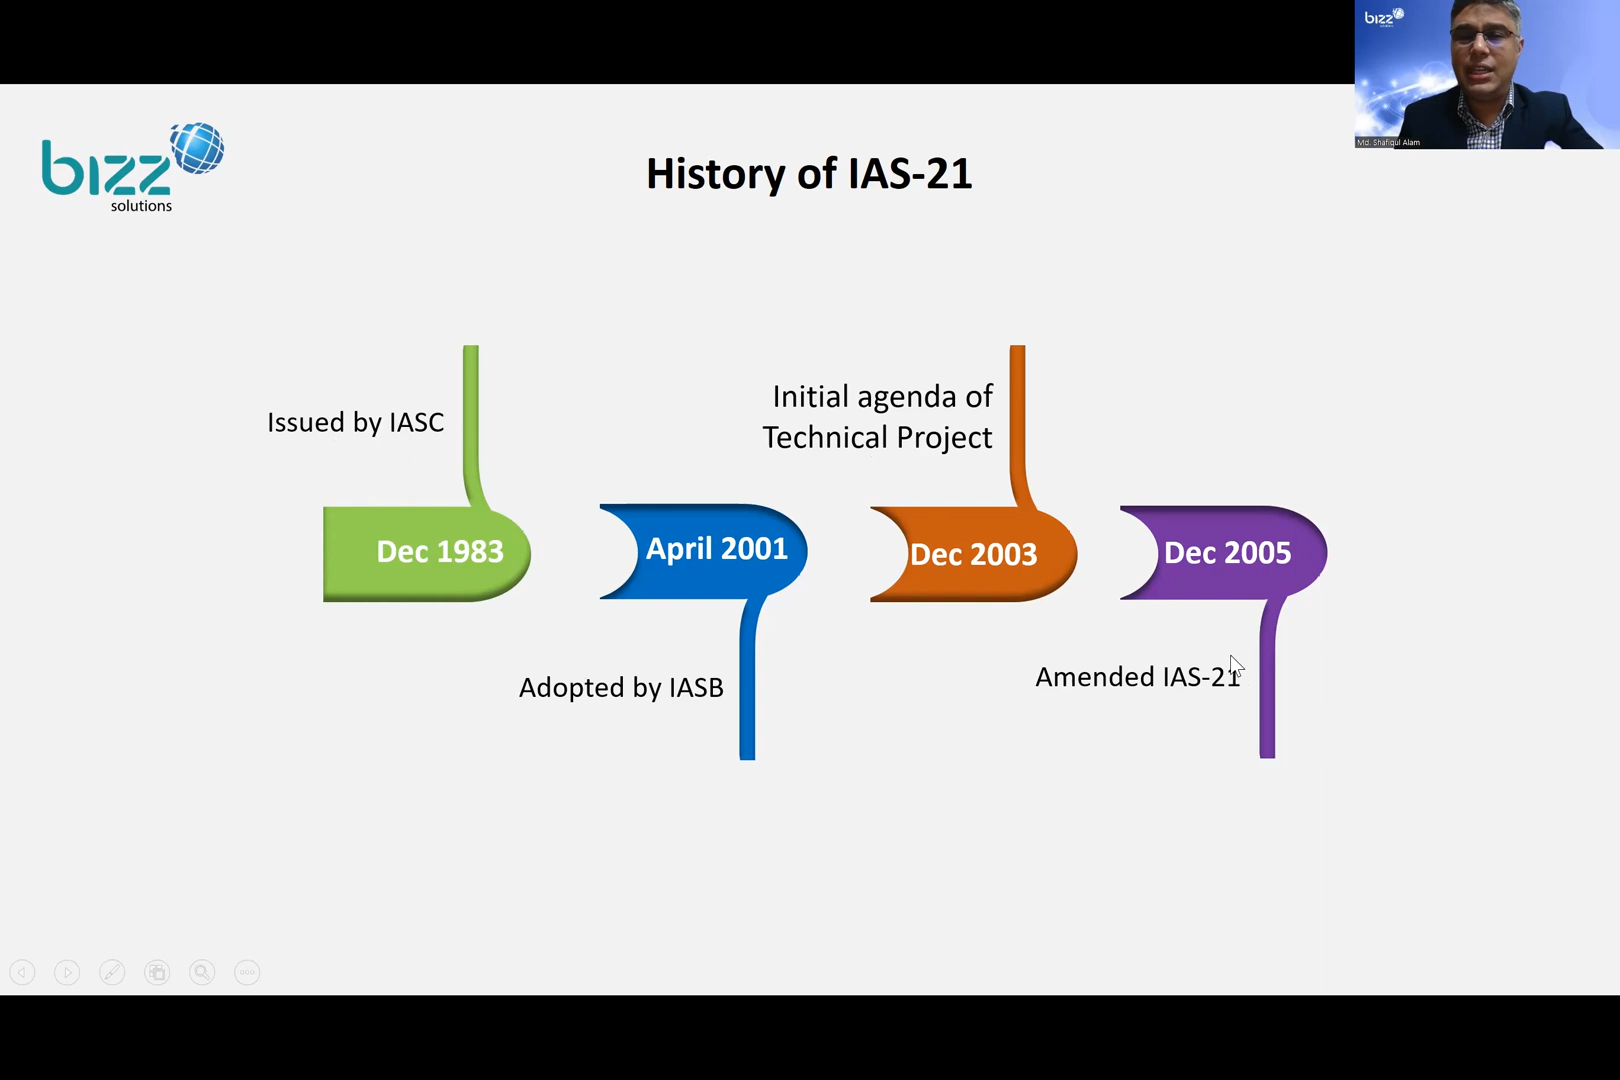 bizz
solutions
Md. Shafiqul Alam
bizz
solutions
History of IAS-21
Issued by IASC
Initial agenda of
Technical Project
Dec 1983
April 2001
Dec 2003
Dec 2005
Adopted by IASB
Amended IAS-21